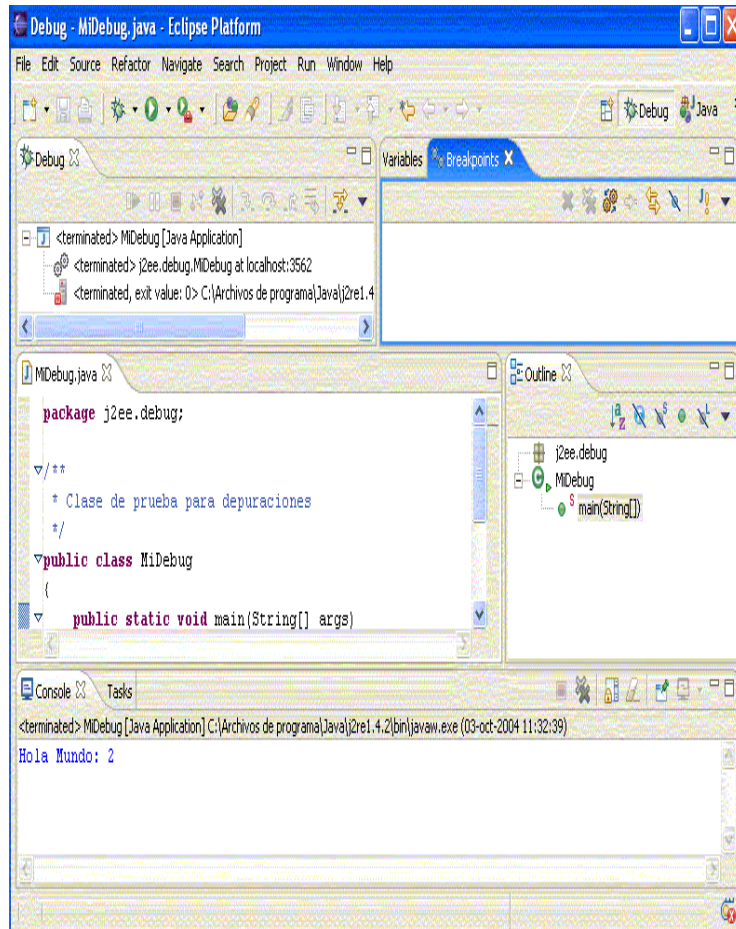 Debug - MiDebug.java - Eclipse Platform
File Edit Source Refactor Navigate Search Project Run Window Help
Debug Java
Debug
Variables Breakpoints
<terminated> MiDebug [Java Application]
<terminated> j2ee.debug.MiDebug at localhost:3562
<terminated, exit value: 0> C:\Archivos de programa\Java\j2re1.4
MiDebug.java
package j2ee.debug;
/**
* Clase de prueba para depuraciones
*/
public class MiDebug
{
public static void main(String[] args)
Outline
j2ee.debug
MiDebug
main(String[])
Console Tasks
<terminated> MiDebug [Java Application] C:\Archivos de programa\Java\j2re1.4.2\bin\javaw.exe (03-oct-2004 11:32:39)
Hola Mundo: 2